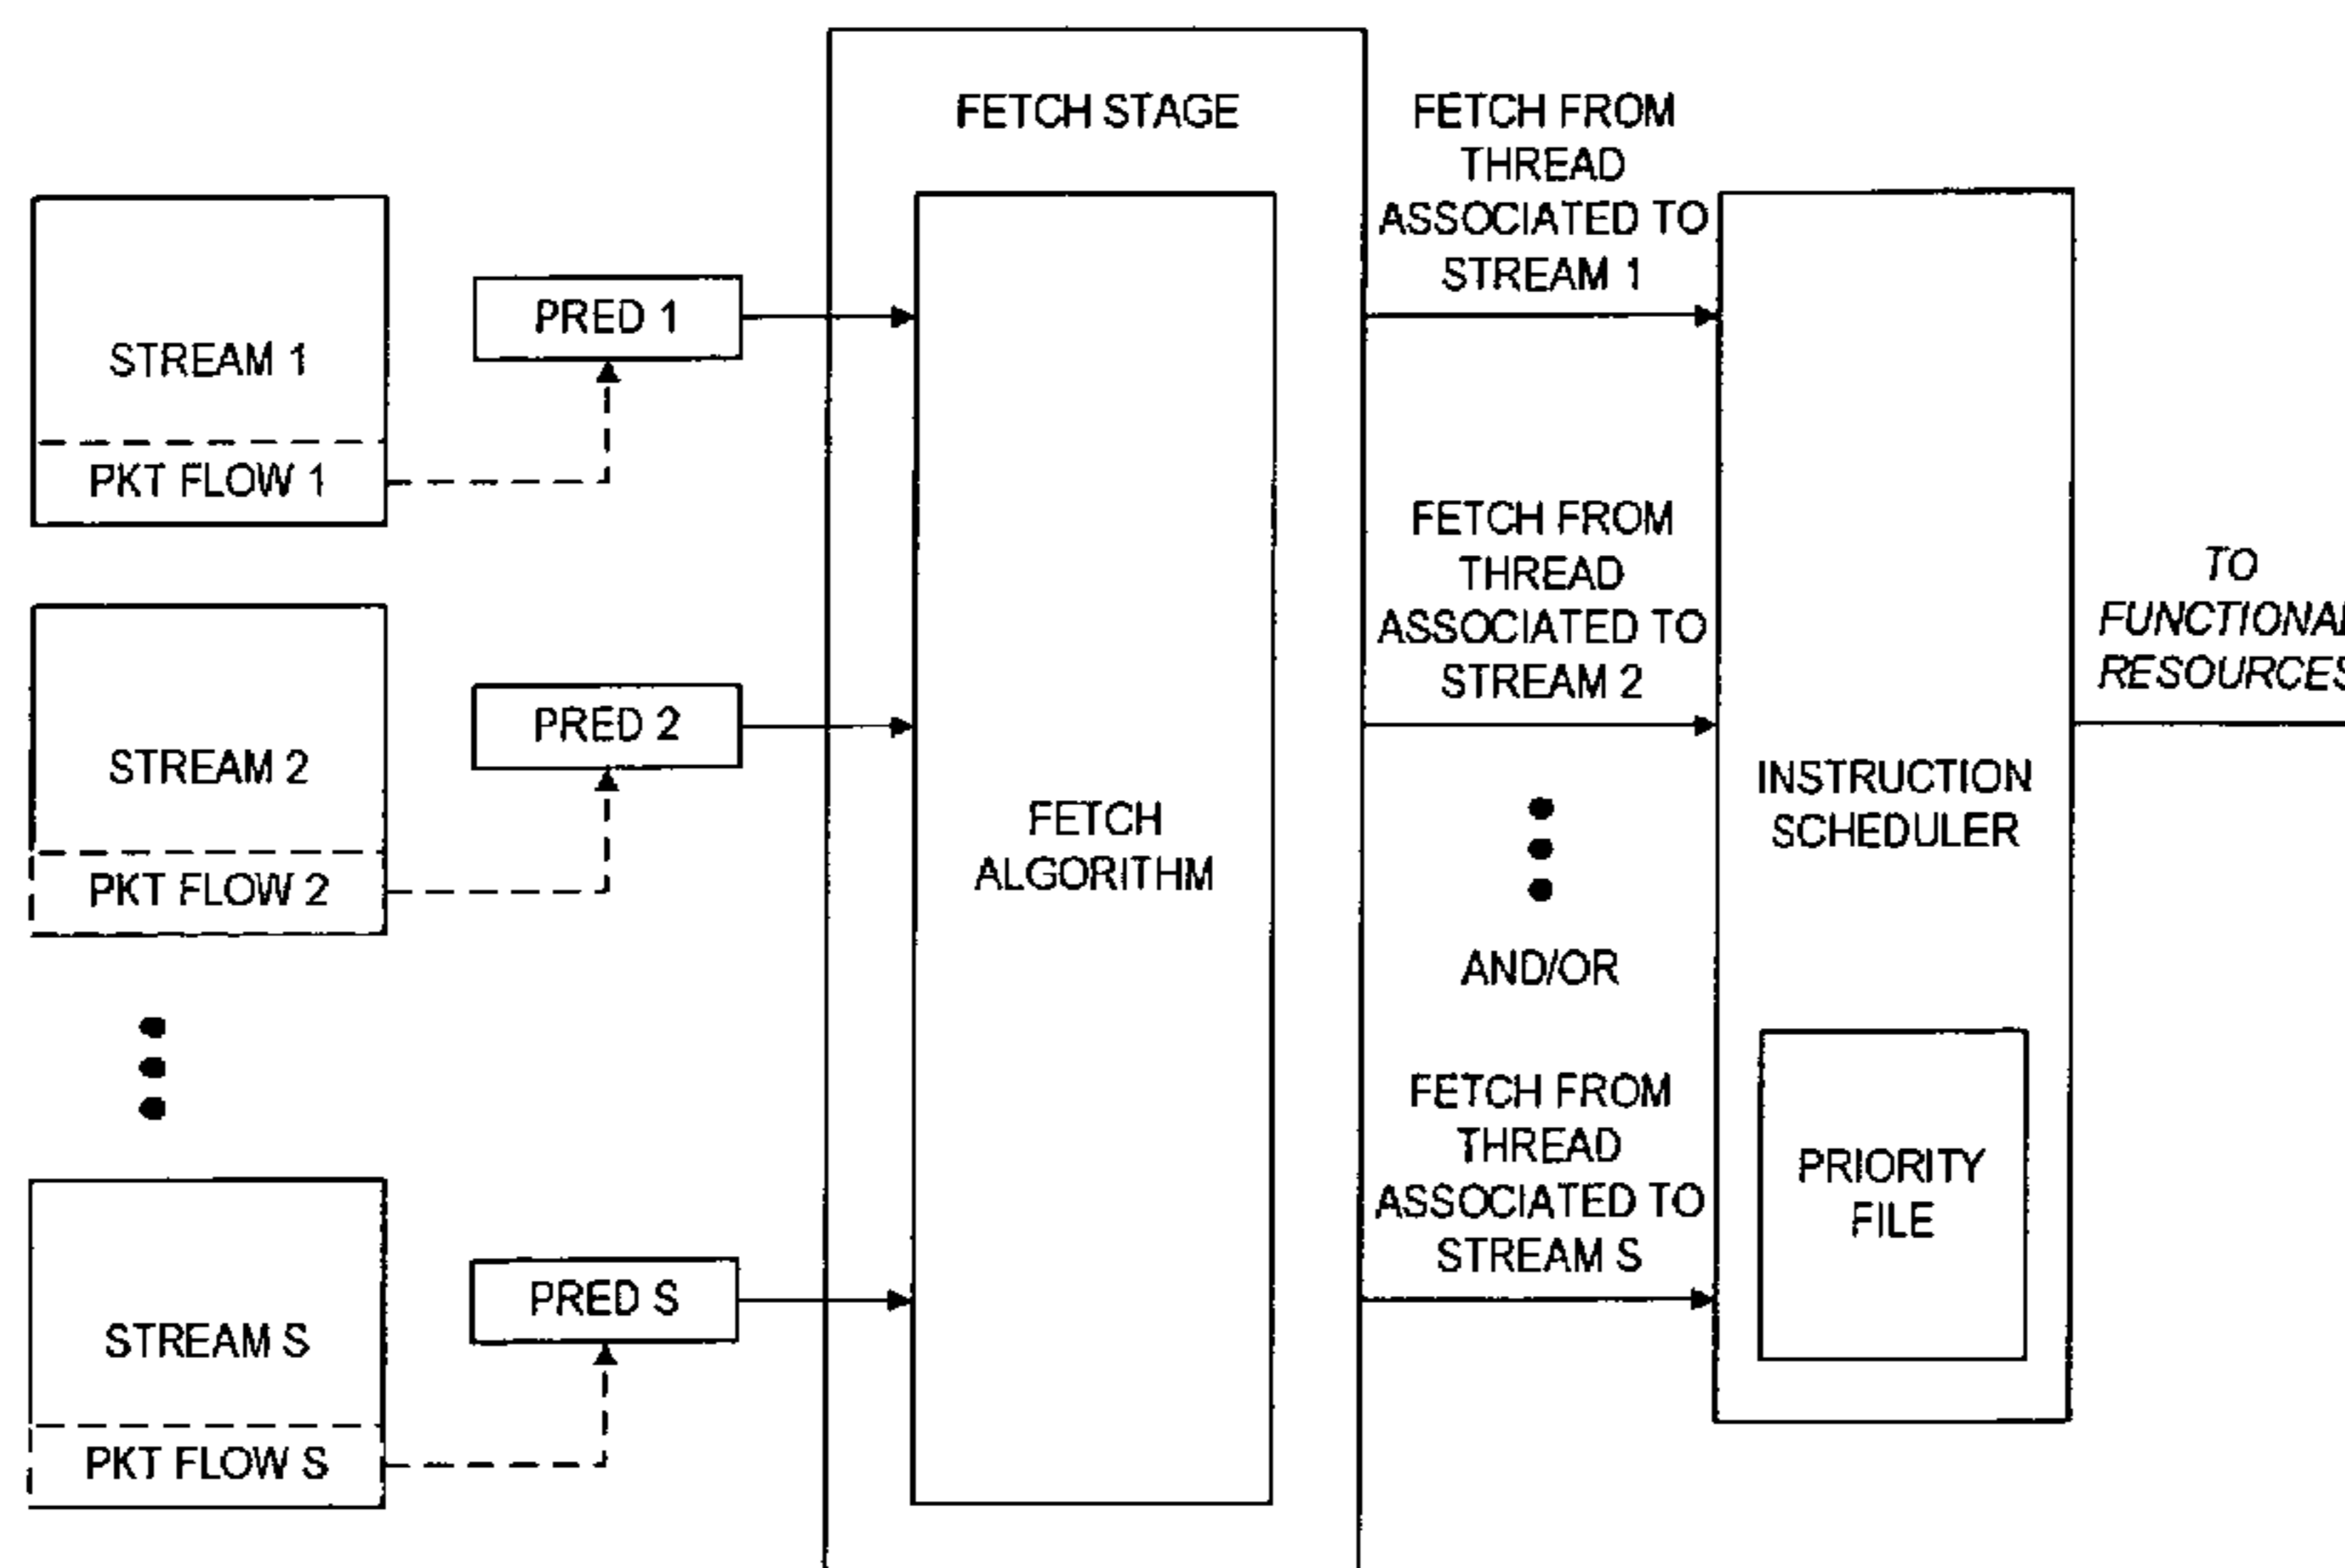 FETCH STAGE
FETCH FROM
THREAD
ASSOCIATED TO
STREAM 1
STREAM 1
PKT FLOW 1
PRED 1
FETCH FROM
THREAD
ASSOCIATED TO
STREAM 2
STREAM 2
PKT FLOW 2
PRED 2
FETCH
ALGORITHM
AND/OR
INSTRUCTION
SCHEDULER
TO
FUNCTIONAL
RESOURCES
STREAM S
PKT FLOW S
PRED S
FETCH FROM
THREAD
ASSOCIATED TO
STREAM S
PRIORITY
FILE